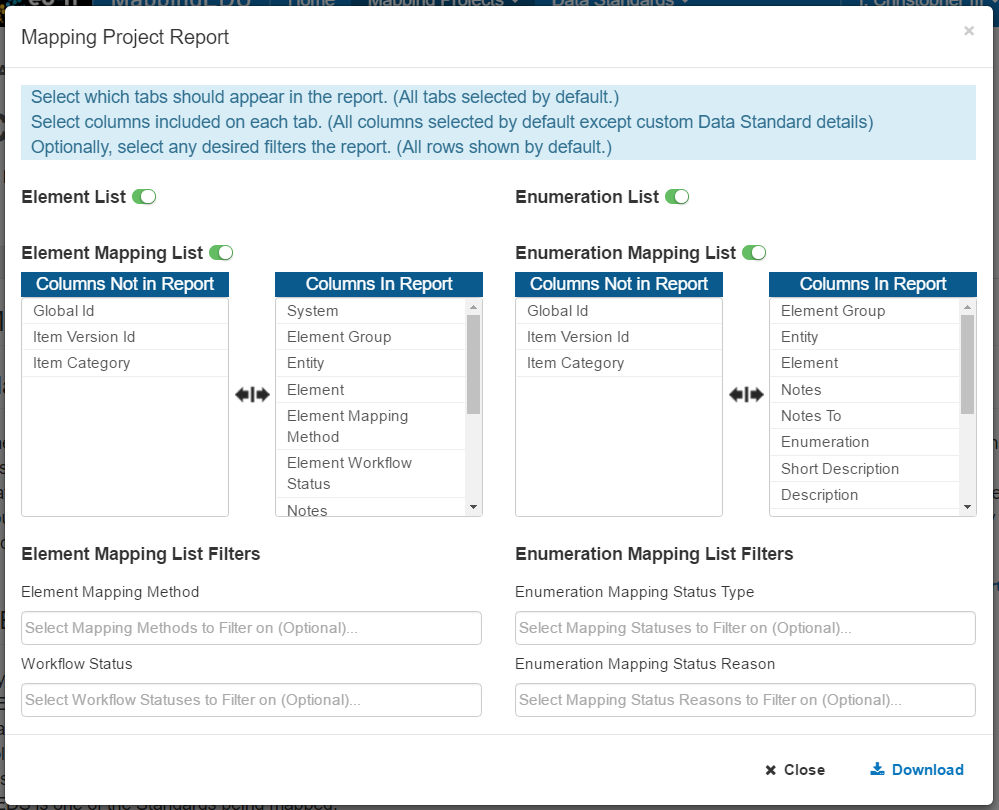 Mapping Project Report
×
Select which tabs should appear in the report. (All tabs selected by default.)
Select columns included on each tab. (All columns selected by default except custom Data Standard details)
Optionally, select any desired filters the report. (All rows shown by default.)
Element List
Enumeration List
Element Mapping List
Columns Not in Report
Global Id
Item Version Id
Item Category
Columns In Report
System
Element Group
Entity
Element
Element Mapping
Method
Element Workflow
Status
Notes
Enumeration Mapping List
Columns Not in Report
Global Id
Item Version Id
Item Category
Columns In Report
Element Group
Entity
Element
Notes
Notes To
Enumeration
Short Description
Description
Element Mapping List Filters
Element Mapping Method
Select Mapping Methods to Filter on (Optional)...
Workflow Status
Select Workflow Statuses to Filter on (Optional)...
Enumeration Mapping List Filters
Enumeration Mapping Status Type
Select Mapping Statuses to Filter on (Optional)...
Enumeration Mapping Status Reason
Select Mapping Status Reasons to Filter on (Optional)...
Close
Download